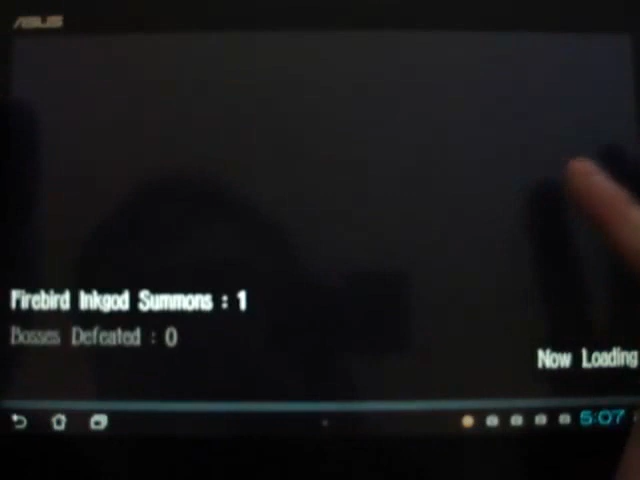 ASUS
Firebird Inkgod Summons : 1
Bosses Defeated : 0
Now Loading
5:07